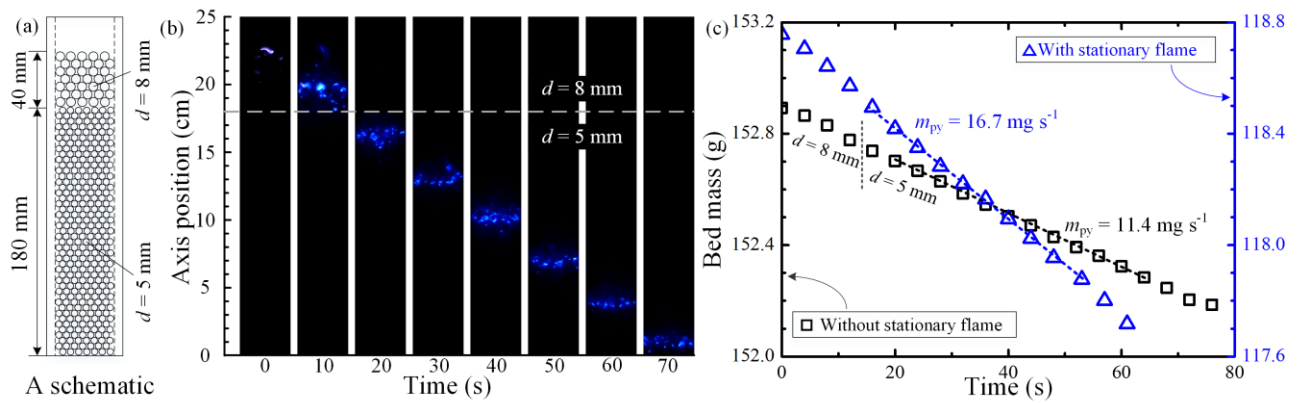 (a)
40 mm
d = 8 mm
180 mm
d = 5 mm
A schematic
(b)
Axis position (cm)
25
20
15
10
5
0
d = 8 mm
d = 5 mm
0 10 20 30 40 50 60 70
Time (s)
(c)
Bed mass (g)
153.2
152.8
152.4
152.0
118.8
118.4
118.0
117.6
With stationary flame
m_py = 16.7 mg s⁻¹
d = 8 mm
d = 5 mm
m_py = 11.4 mg s⁻¹
Without stationary flame
0 20 40 60 80
Time (s)